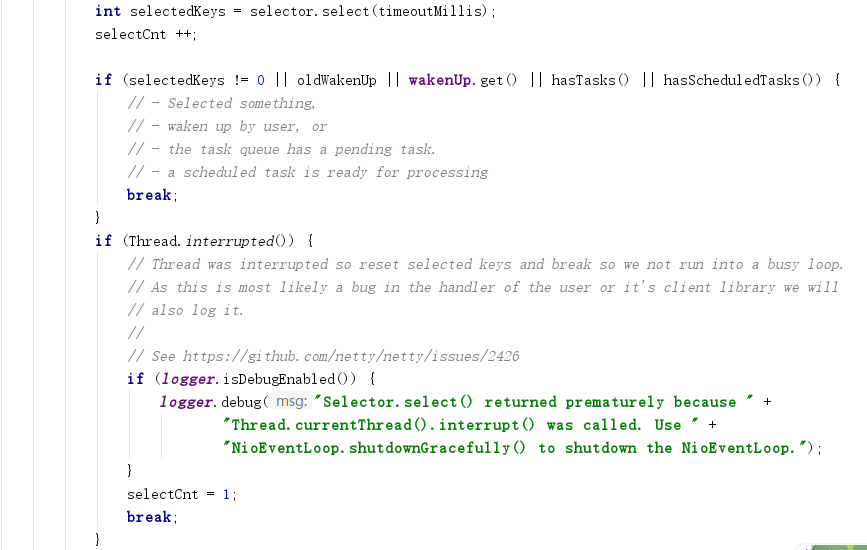 int selectedKeys = selector.select(timeoutMillis);
selectCnt ++;
if (selectedKeys != 0 || oldWakenUp || wakenUp.get() || hasTasks() || hasScheduledTasks()) {
// - Selected something,
// - waken up by user, or
// - the task queue has a pending task.
// - a scheduled task is ready for processing
break;
}
if (Thread.interrupted()) {
// Thread was interrupted so reset selected keys and break so we not run into a busy loop.
// As this is most likely a bug in the handler of the user or it's client library we will
// also log it.
//
// See https://github.com/netty/netty/issues/2426
if (logger.isDebugEnabled()) {
logger.debug( msg: "Selector.select() returned prematurely because " +
"Thread.currentThread().interrupt() was called. Use " +
"NioEventLoop.shutdownGracefully() to shutdown the NioEventLoop.");
}
selectCnt = 1;
break;
}